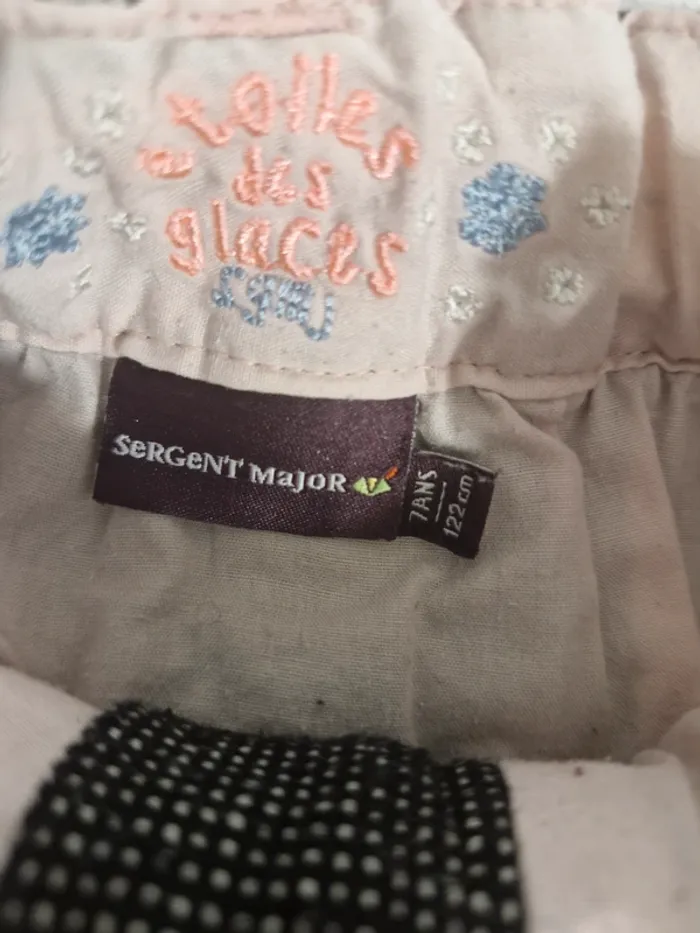 étoiles
des
glaces
SeRGeNT MajoR
7ANS
122cm